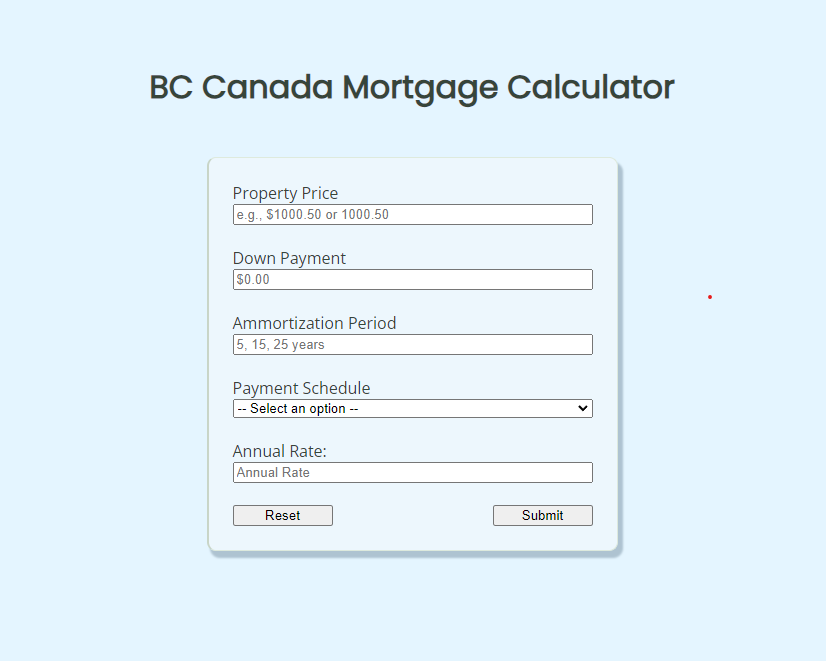 BC Canada Mortgage Calculator
Property Price
e.g., $1000.50 or 1000.50
Down Payment
$0.00
Ammortization Period
5, 15, 25 years
Payment Schedule
-- Select an option --
Annual Rate:
Annual Rate
Reset Submit